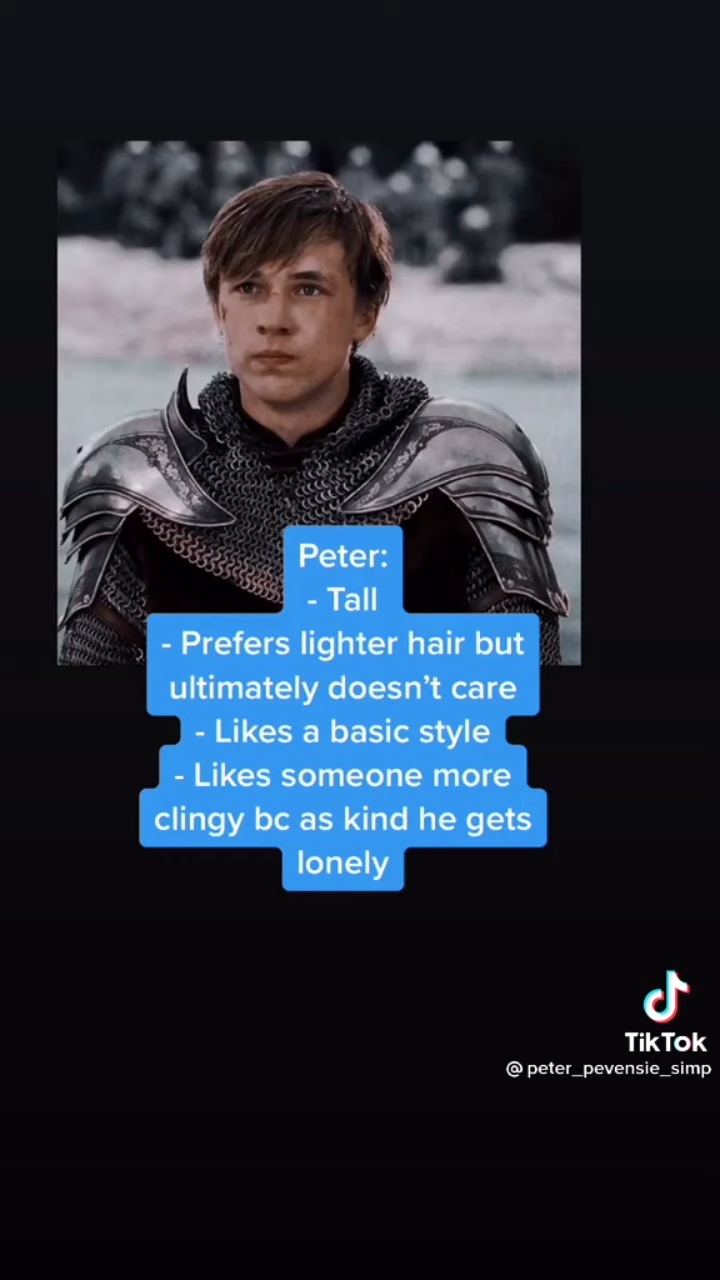 Peter:
- Tall
- Prefers lighter hair but
ultimately doesn’t care
- Likes a basic style
- Likes someone more
clingy bc as kind he gets
lonely
TikTok
@peter_pevensie_simp